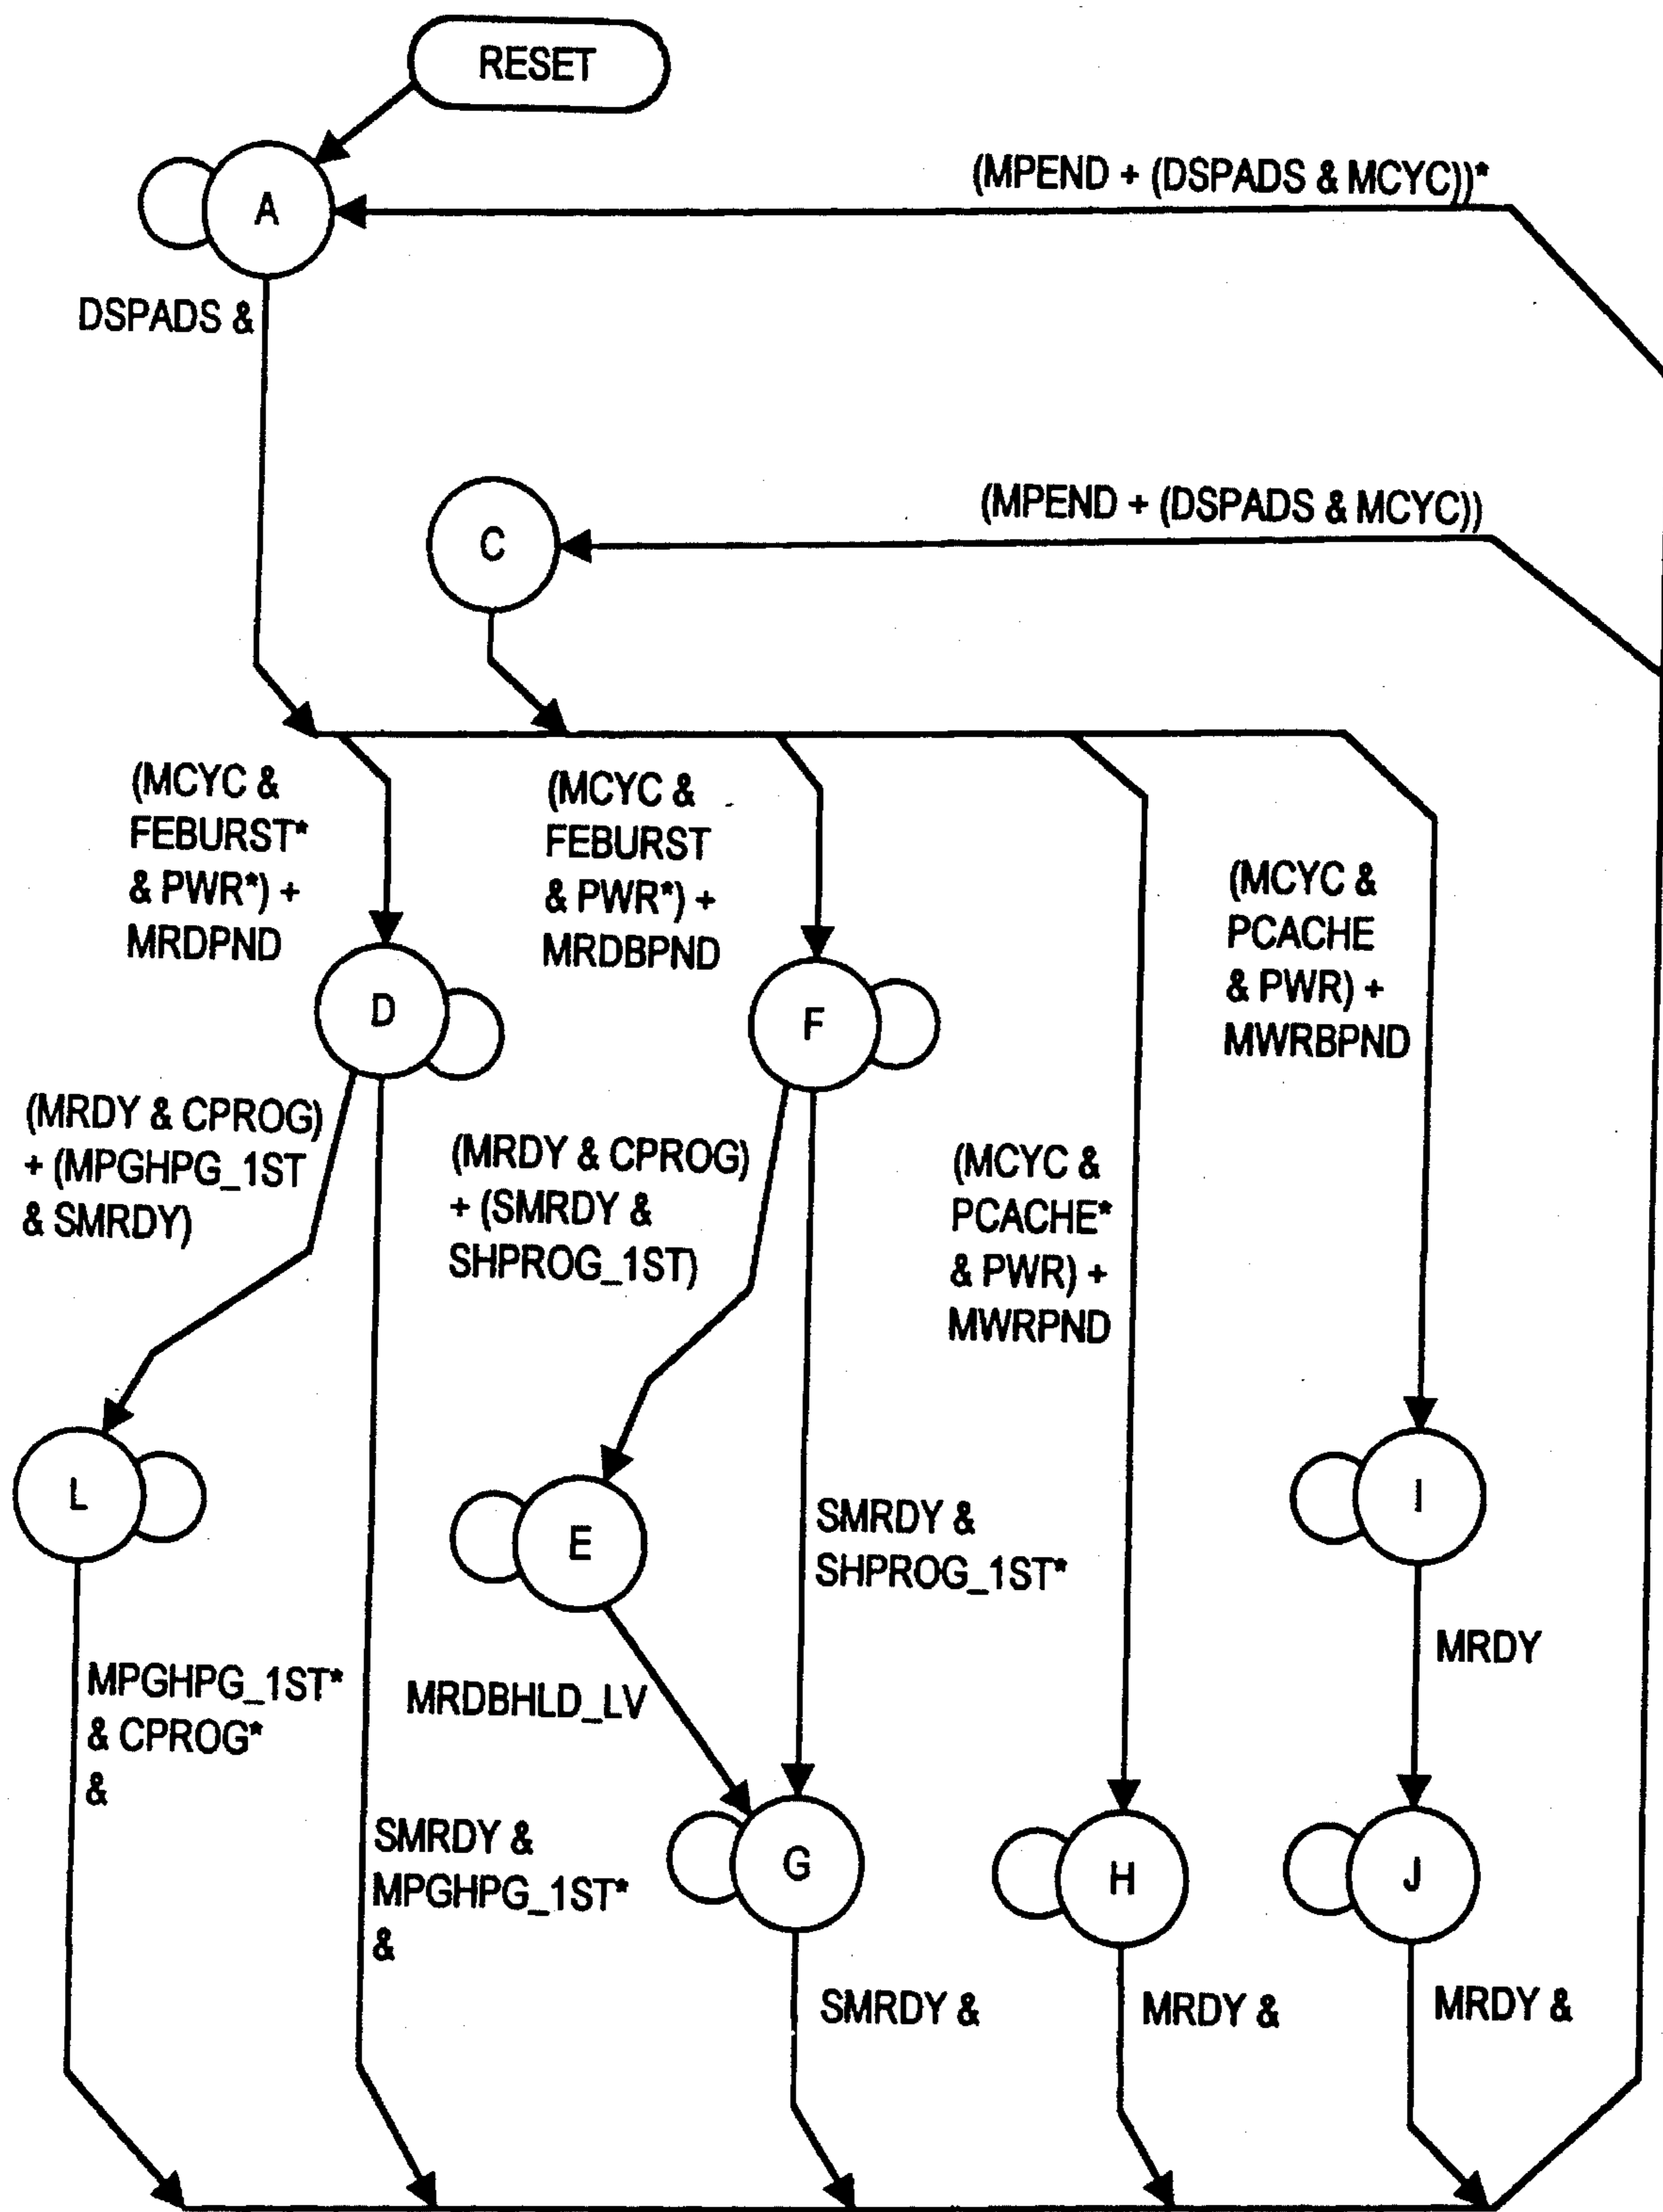 RESET
(MPEND + (DSPADS & MCYC))*
A
DSPADS &
(MPEND + (DSPADS & MCYC))
C
(MCYC &
FEBURST*
& PWR*) +
MRDPND
(MCYC &
FEBURST
& PWR*) +
MRDBPND
(MCYC &
PCACHE
& PWR) +
MWRBPND
D
F
(MRDY & CPROG)
+ (MPGHPG_1ST
& SMRDY)
(MRDY & CPROG)
+ (SMRDY &
SHPROG_1ST)
(MCYC &
PCACHE*
& PWR) +
MWRPND
L
E
I
SMRDY &
SHPROG_1ST*
MRDY
MPGHPG_1ST*
& CPROG*
&
MRDBHLD_LV
SMRDY &
MPGHPG_1ST*
&
G
H
J
SMRDY &
MRDY &
MRDY &